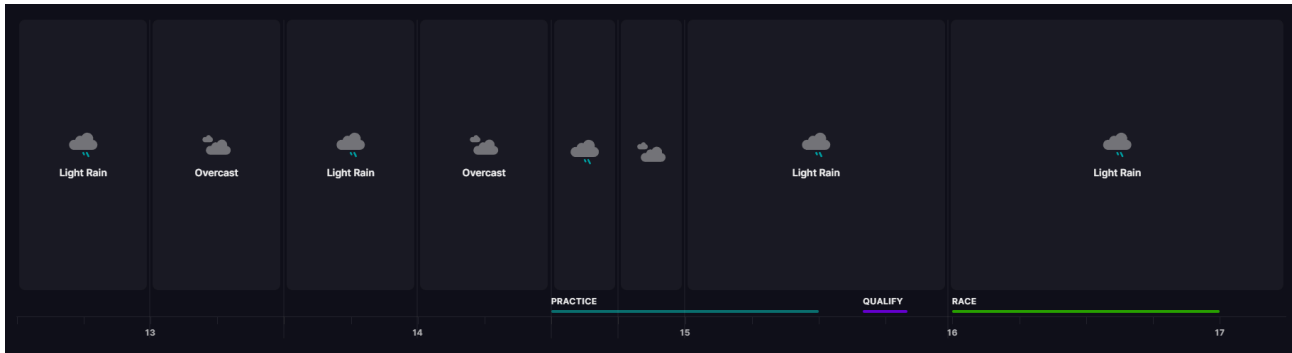 Light Rain
Overcast
Light Rain
Overcast
Light Rain
Light Rain
PRACTICE
QUALIFY
RACE
13
14
15
16
17